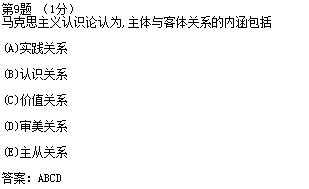 第9题 （1分）
马克思主义认识论认为,主体与客体关系的内涵包括
(A)实践关系
(B)认识关系
(C)价值关系
(D)审美关系
(E)主从关系
答案: ABCD